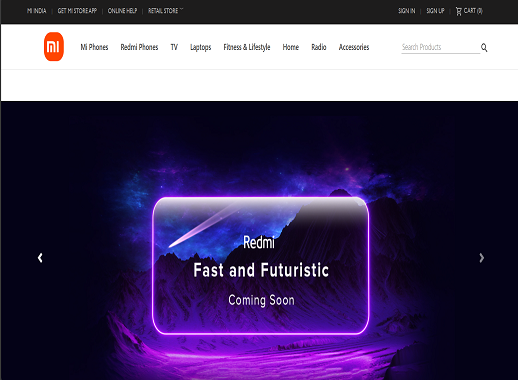 MI INDIA | GET MI STORE APP | ONLINE HELP | RETAIL STORE SIGN IN | SIGN UP | CART (0)
mi Mi Phones Redmi Phones TV Laptops Fitness & Lifestyle Home Radio Accessories Search Products
Redmi
Fast and Futuristic
Coming Soon